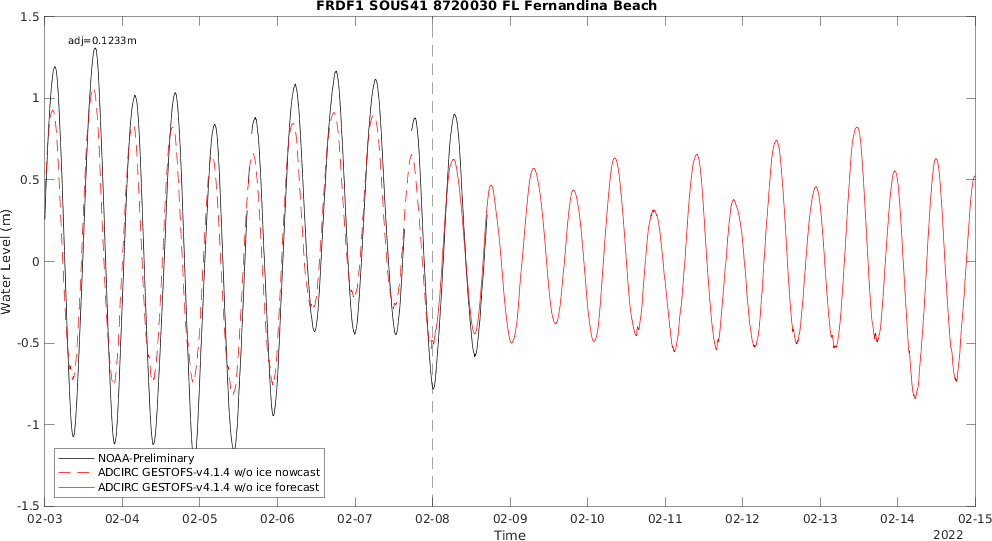 FRDF1 SOUS41 8720030 FL Fernandina Beach
1.5
adj=0.1233m
1
0.5
0
-0.5
-1
-1.5
Water Level (m)
NOAA-Preliminary
ADCIRC GESTOFS-v4.1.4 w/o ice nowcast
ADCIRC GESTOFS-v4.1.4 w/o ice forecast
02-03 02-04 02-05 02-06 02-07 02-08 02-09 02-10 02-11 02-12 02-13 02-14 02-15
Time
2022